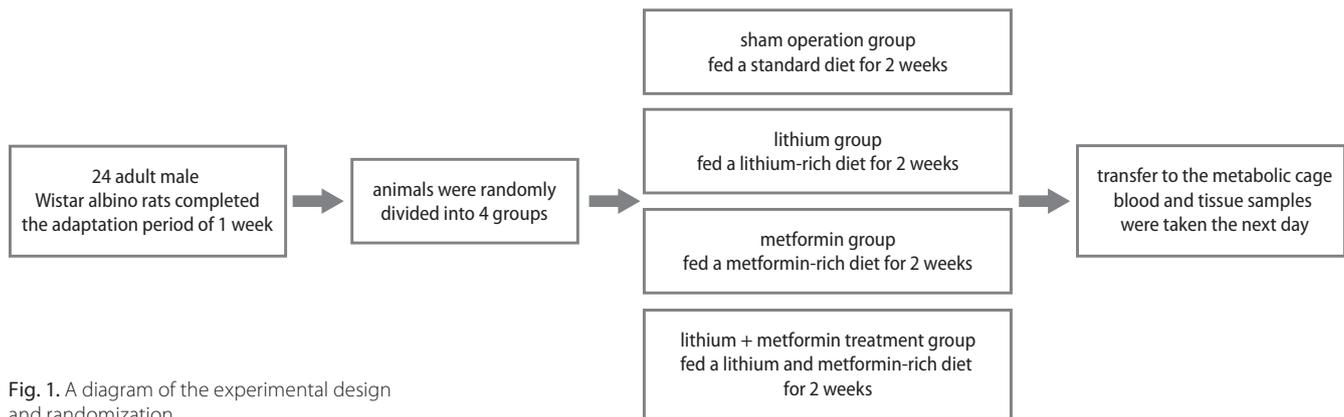 24 adult male
Wistar albino rats completed
the adaptation period of 1 week
animals were randomly
divided into 4 groups
sham operation group
fed a standard diet for 2 weeks
lithium group
fed a lithium-rich diet for 2 weeks
metformin group
fed a metformin-rich diet for 2 weeks
lithium + metformin treatment group
fed a lithium and metformin-rich diet
for 2 weeks
transfer to the metabolic cage
blood and tissue samples
were taken the next day
Fig. 1. A diagram of the experimental design
and randomization